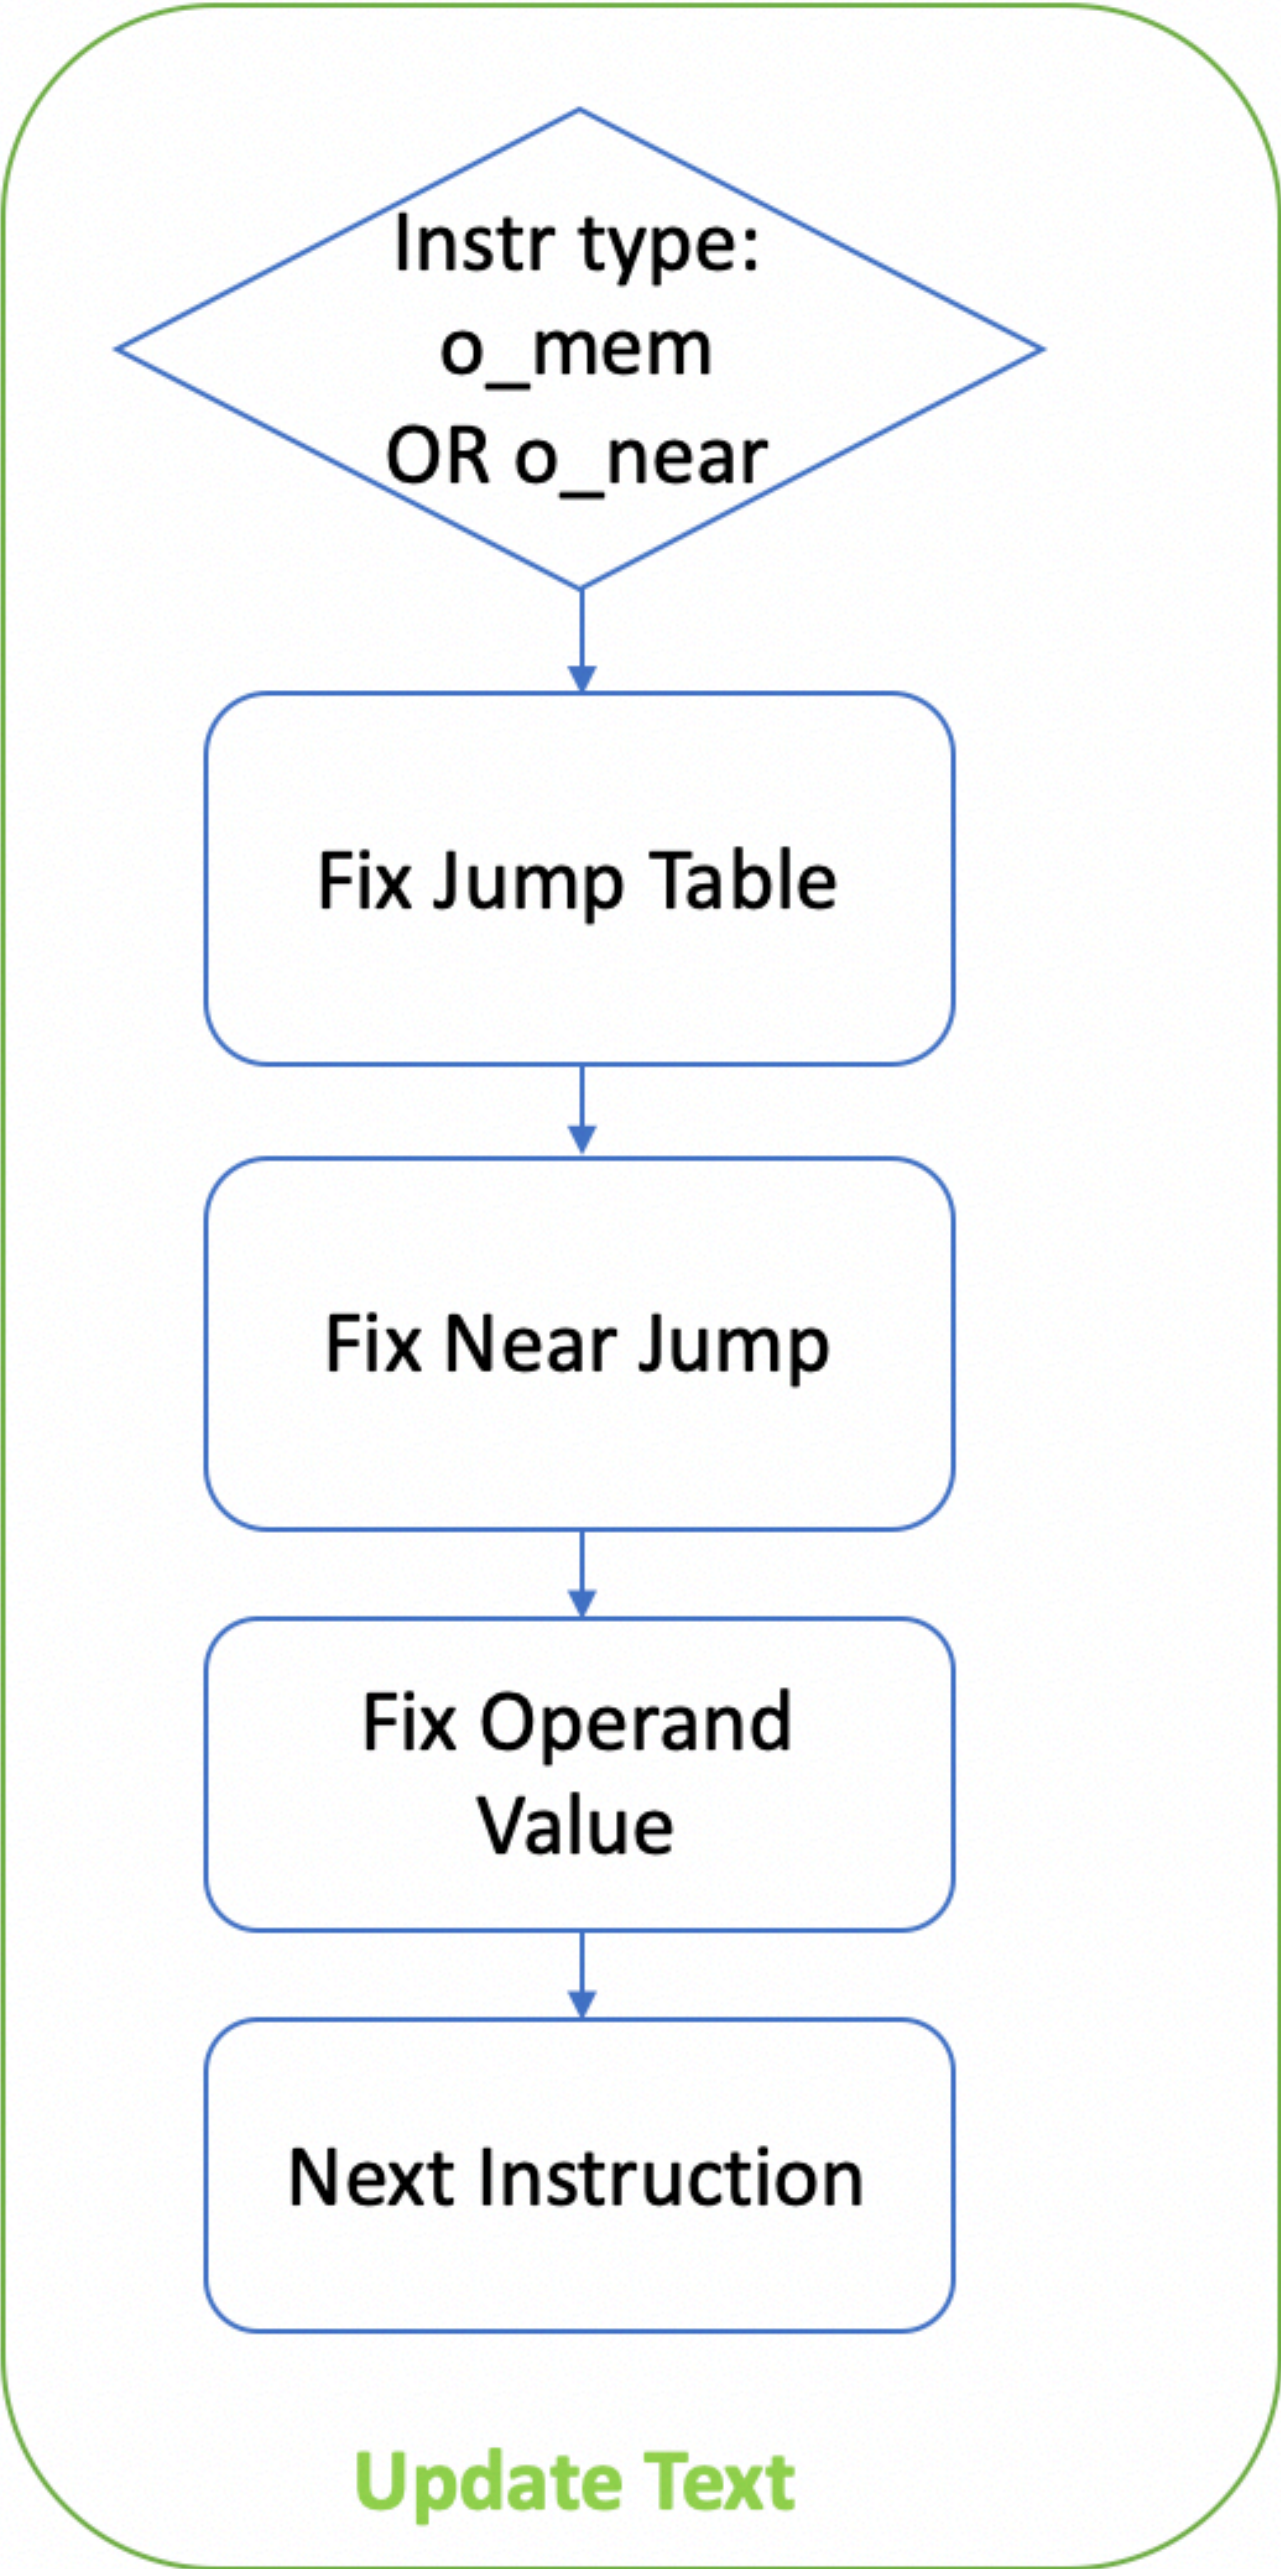 Instr type:
o_mem
OR o_near
Fix Jump Table
Fix Near Jump
Fix Operand
Value
Next Instruction
Update Text